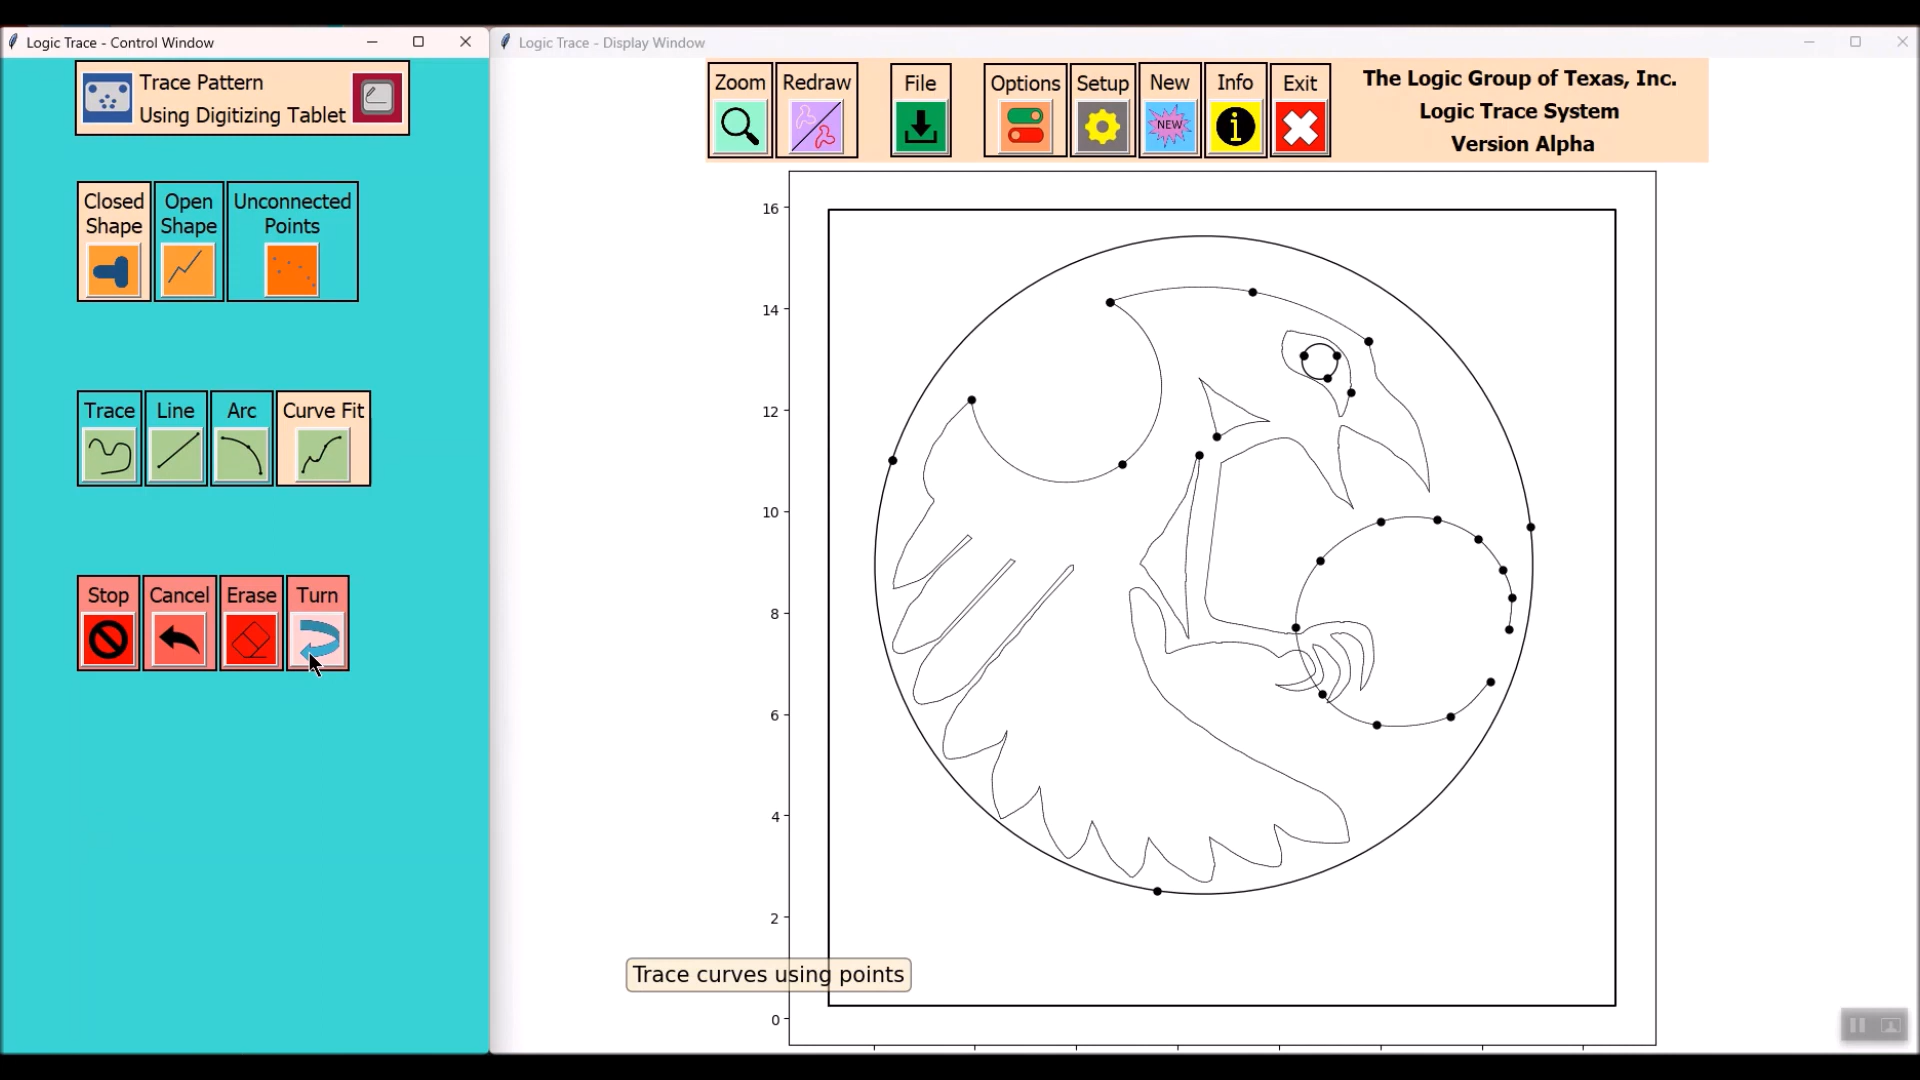 Logic Trace - Control Window
Logic Trace - Display Window
Trace Pattern
Using Digitizing Tablet
Closed
Shape
Open
Shape
Unconnected
Points
Trace
Line
Arc
Curve Fit
Stop
Cancel
Erase
Turn
Zoom
Redraw
File
Options
Setup
New
Info
Exit
NEW
The Logic Group of Texas, Inc.
Logic Trace System
Version Alpha
16
14
12
10
8
6
4
2
0
Trace curves using points